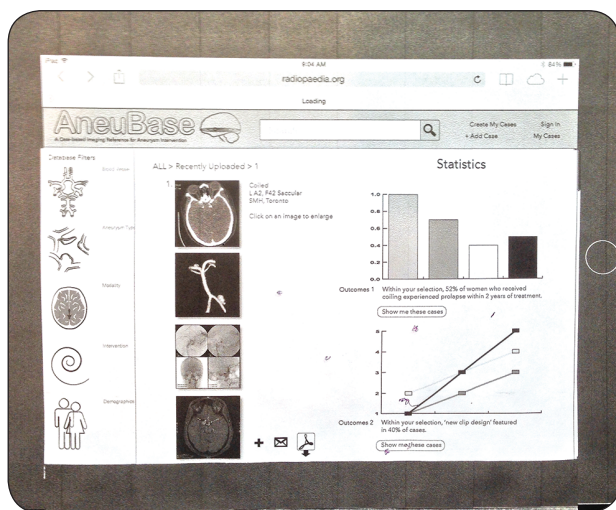 iPad
9:04 AM
84%
radiopaedia.org
Loading
AneuBase
A Case-based Imaging Reference for Aneurysm Intervention
Create My Cases
Sign In
+ Add Case
My Cases
Database Filters
Aneurysm Type
Modality
Intervention
Demographics
ALL > Recently Uploaded > 1
1
Coiled
L A2, F42 Saccular
SMH, Toronto
Click on an image to enlarge
Statistics
1.0
0.8
0.6
0.4
0.2
0.0
Outcomes 1
Within your selection, 52% of women who received
coiling experienced prolapse within 2 years of treatment.
Show me these cases
5
4
3
2
1
Outcomes 2
Within your selection, 'new clip design' featured
in 40% of cases.
Show me these cases